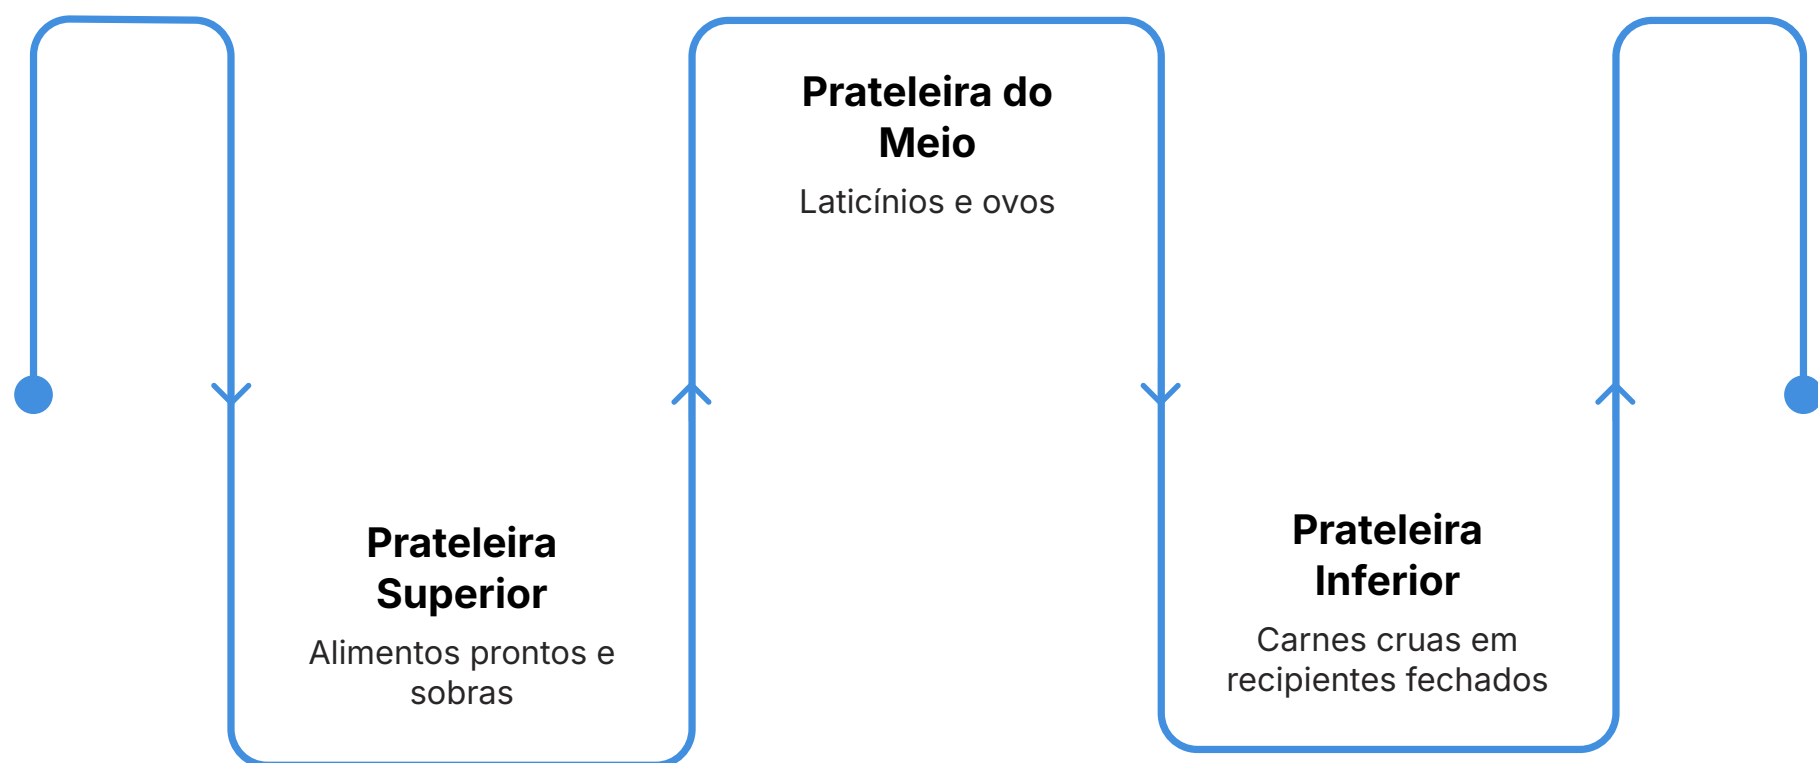 Prateleira
Superior
Alimentos prontos e
sobras
Prateleira do
Meio
Laticínios e ovos
Prateleira
Inferior
Carnes cruas em
recipientes fechados